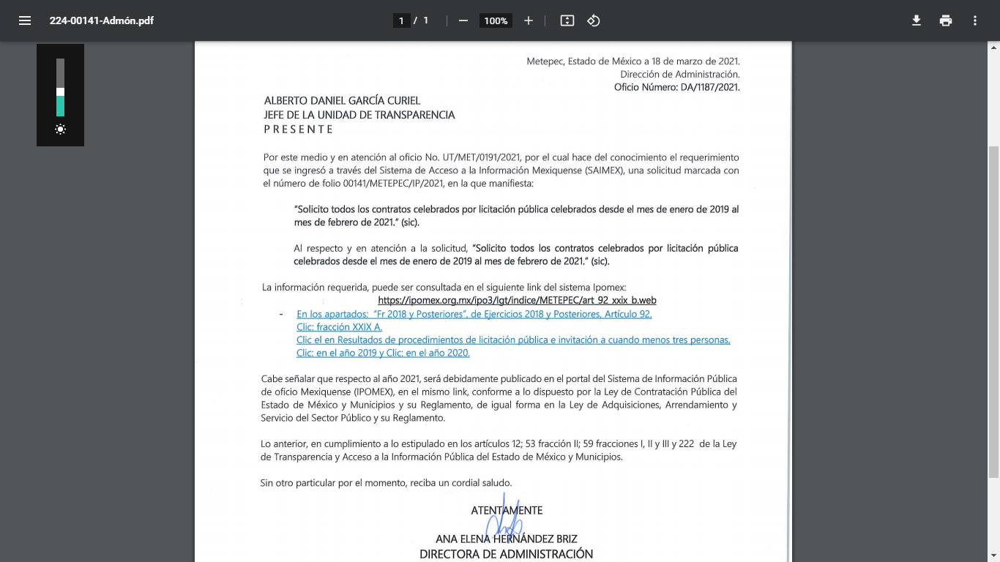 224-00141-Admón.pdf
1 / 1
100%
Metepec, Estado de México a 18 de marzo de 2021.
Dirección de Administración.
Oficio Número: DA/1187/2021.
ALBERTO DANIEL GARCÍA CURIEL
JEFE DE LA UNIDAD DE TRANSPARENCIA
P R E S E N T E
Por este medio y en atención al oficio No. UT/MET/0191/2021, por el cual hace del conocimiento el requerimiento
que se ingresó a través del Sistema de Acceso a la Información Mexiquense (SAIMEX), una solicitud marcada con
el número de folio 00141/METEPEC/IP/2021, en la que manifiesta:
"Solicito todos los contratos celebrados por licitación pública celebrados desde el mes de enero de 2019 al
mes de febrero de 2021." (sic).
Al respecto y en atención a la solicitud, "Solicito todos los contratos celebrados por licitación pública
celebrados desde el mes de enero de 2019 al mes de febrero de 2021." (sic).
La información requerida, puede ser consultada en el siguiente link del sistema Ipomex:
https://ipomex.org.mx/ipo3/lgt/indice/METEPEC/art_92_xxix_b.web
- En los apartados: "Fr 2018 y Posteriores", de Ejercicios 2018 y Posteriores, Artículo 92,
Clic: fracción XXIX A.
Clic el en Resultados de procedimientos de licitación pública e invitación a cuando menos tres personas,
Clic: en el año 2019 y Clic: en el año 2020.
Cabe señalar que respecto al año 2021, será debidamente publicado en el portal del Sistema de Información Pública
de oficio Mexiquense (IPOMEX), en el mismo link, conforme a lo dispuesto por la Ley de Contratación Pública del
Estado de México y Municipios y su Reglamento, de igual forma en la Ley de Adquisiciones, Arrendamiento y
Servicio del Sector Público y su Reglamento.
Lo anterior, en cumplimiento a lo estipulado en los artículos 12; 53 fracción II; 59 fracciones I, II y III y 222 de la Ley
de Transparencia y Acceso a la Información Pública del Estado de México y Municipios.
Sin otro particular por el momento, reciba un cordial saludo.
ATENTAMENTE
ANA ELENA HERNÁNDEZ BRIZ
DIRECTORA DE ADMINISTRACIÓN